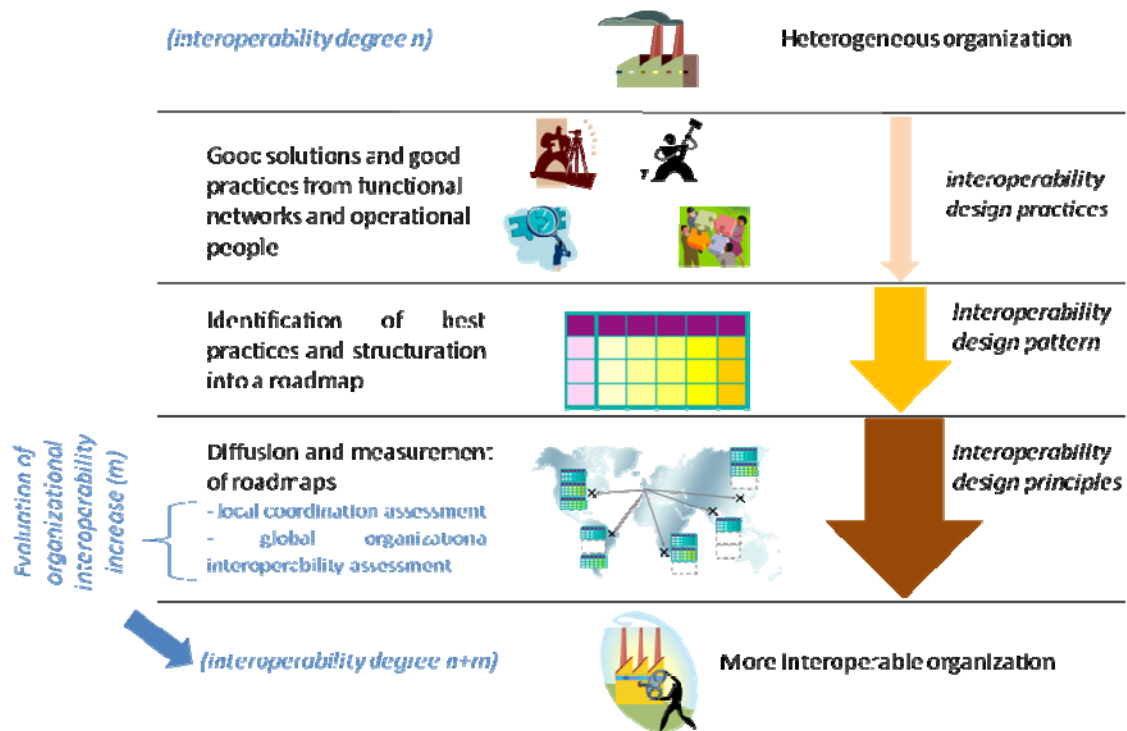 (interoperability degree n)
Heterogeneous organization
Gooc solutions and good
practices from functional
networks and operational
people
interoperability
design practices
Identification of best
practices and structuration
into a roadmap
Interoperability
design pattern
Evaluation of
organizational
interoperability
increase (m)
Diffusion and measurement
of roadmaps
- local coordination assessment
- global organizationa
interoperability assessment
Interoperability
design principles
(interoperability degree n+m)
More interoperable organization